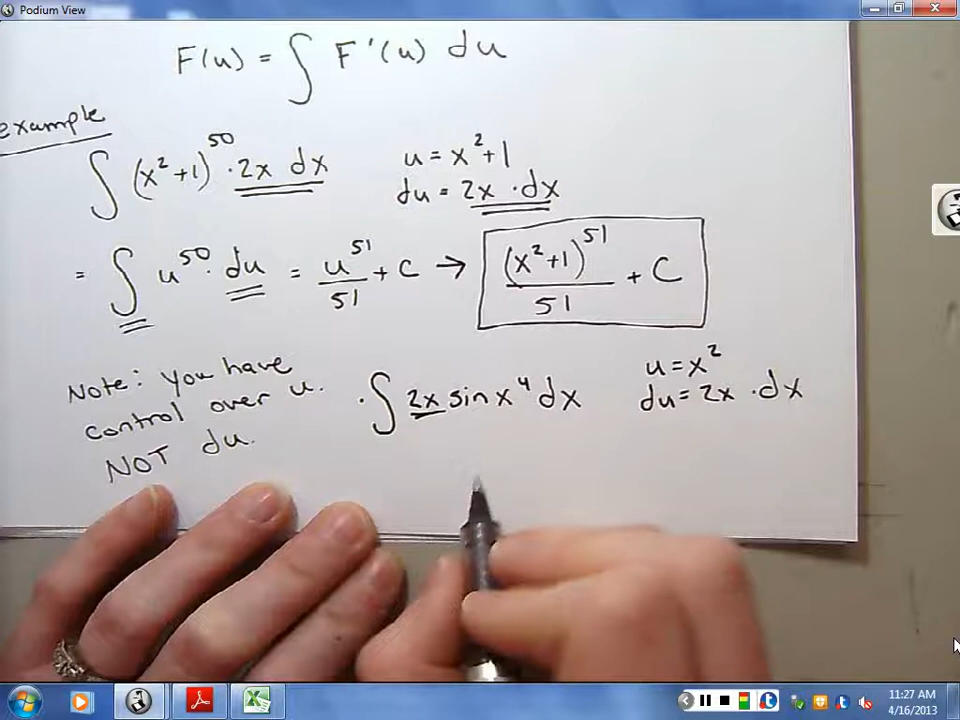 Podium View
F(u) = ∫ F'(u) du
example
∫ (x²+1)⁵⁰ · 2x dx
u = x²+1
du = 2x · dx
= ∫ u⁵⁰ · du = u⁵¹/51 + C → (x²+1)⁵¹/51 + C
Note: you have
control over u.
NOT du.
· ∫ 2x sin x⁴ dx
u = x²
du = 2x · dx
11:27 AM
4/16/2013